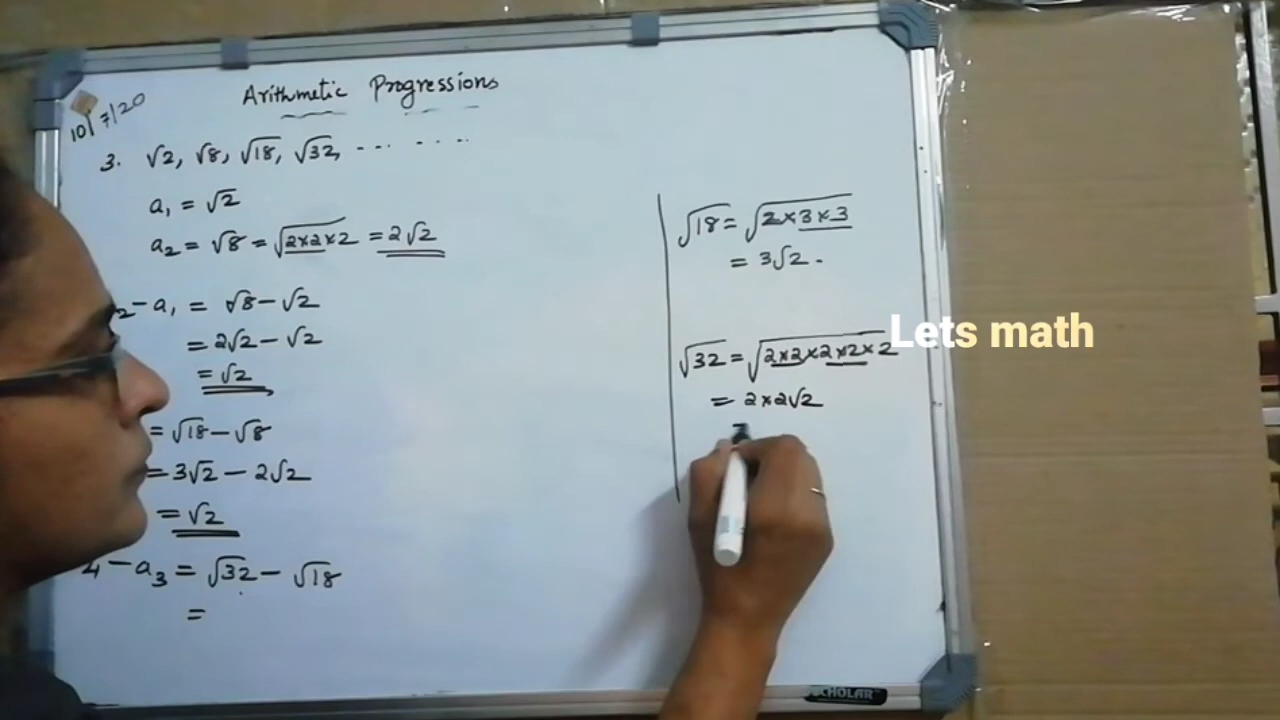 Arithmetic Progressions
10/7/20
3. √2, √8, √18, √32, ... ... ..
a₁ = √2
a₂ = √8 = √2×2×2 = 2√2
₂-a₁ = √8 - √2
= 2√2 - √2
= √2
= √18 - √8
= 3√2 - 2√2
= √2
4 - a₃ = √32 - √18
=
√18 = √2×3×3
= 3√2.
√32 = √2×2×2×2×2
= 2×2√2
=
Lets math
SCHOLAR